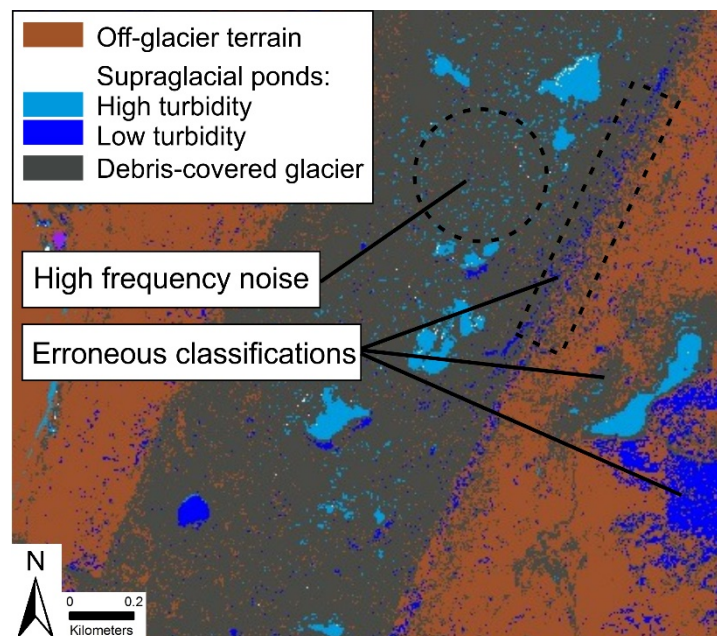 Off-glacier terrain
Supraglacial ponds:
High turbidity
Low turbidity
Debris-covered glacier
High frequency noise
Erroneous classifications
N
0 0.2
Kilometers